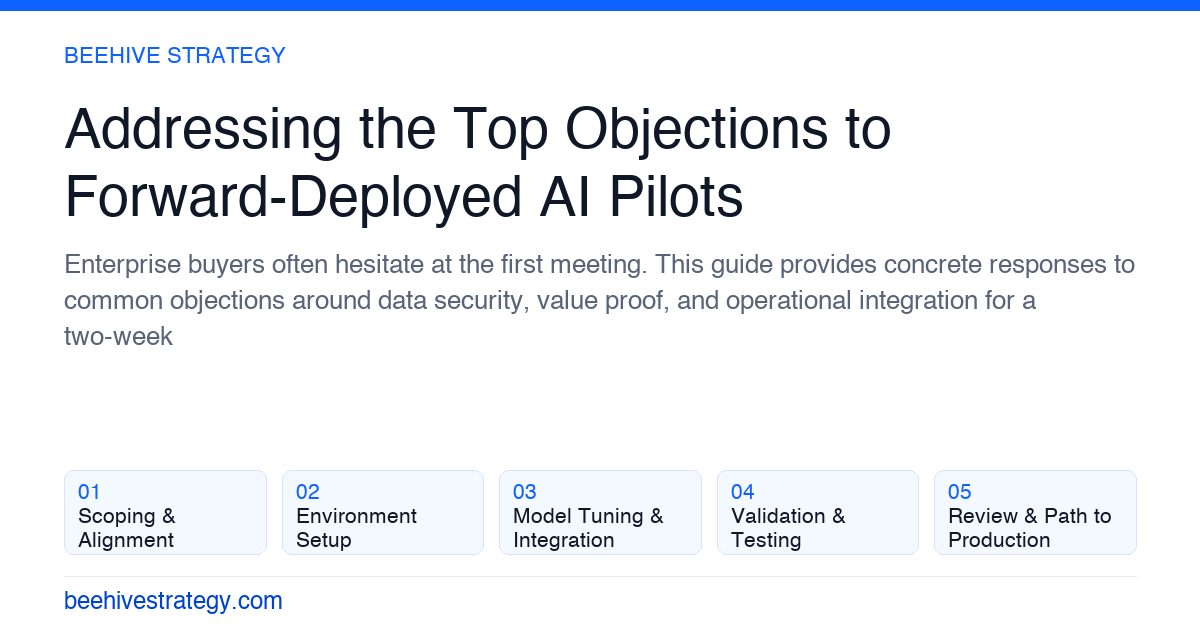 BEEHIVE STRATEGY
Addressing the Top Objections to
Forward-Deployed AI Pilots
Enterprise buyers often hesitate at the first meeting. This guide provides concrete responses to
common objections around data security, value proof, and operational integration for a
two-week
01
Scoping &
Alignment
02
Environment
Setup
03
Model Tuning &
Integration
04
Validation &
Testing
05
Review & Path to
Production
beehivestrategy.com